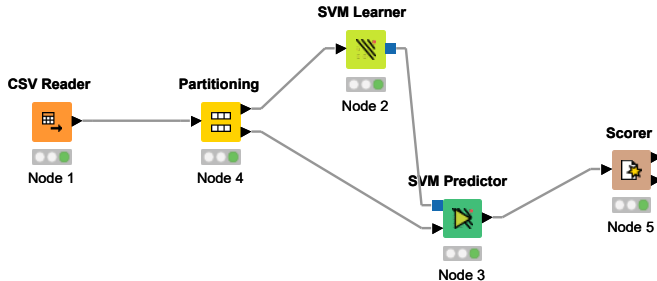 SVM Learner
Node 2
CSV Reader
Node 1
Partitioning
Node 4
SVM Predictor
Node 3
Scorer
Node 5